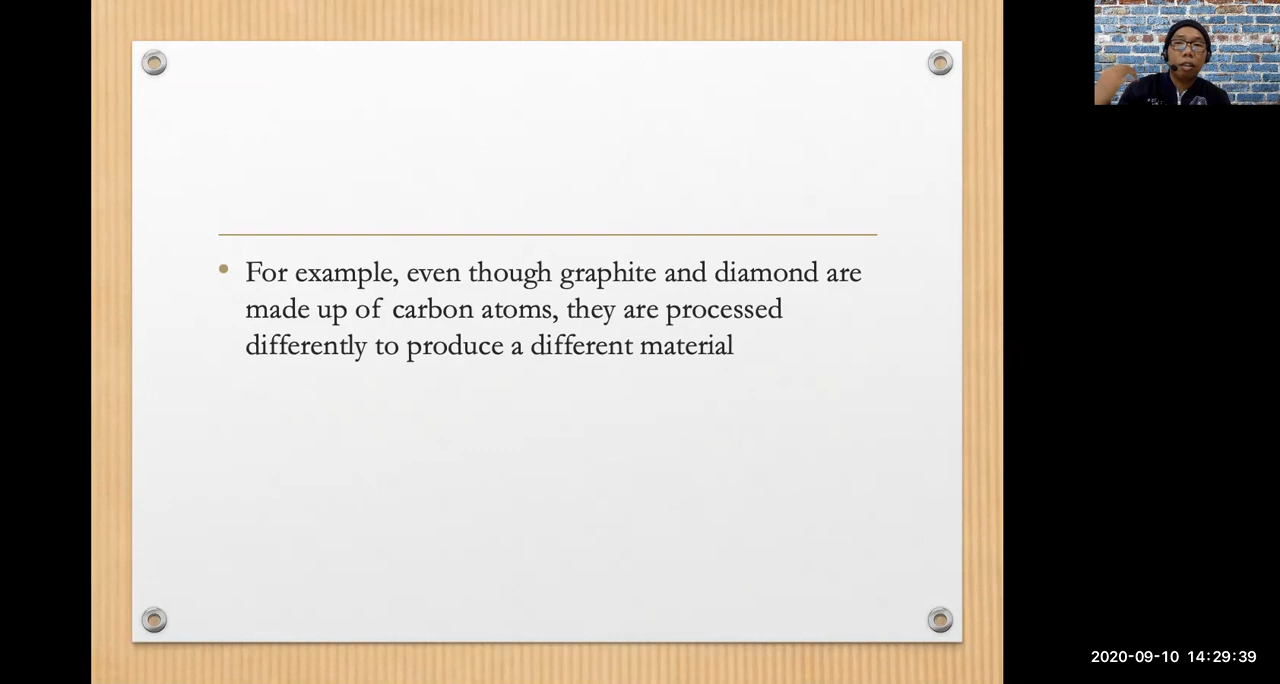 For example, even though graphite and diamond are
made up of carbon atoms, they are processed
differently to produce a different material
2020-09-10 14:29:39